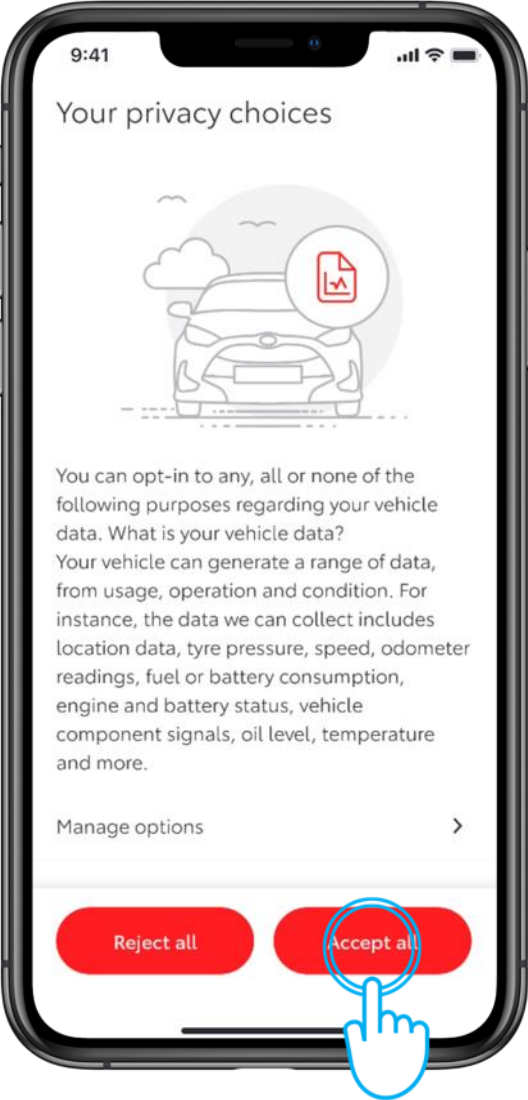 9:41
Your privacy choices
You can opt-in to any, all or none of the
following purposes regarding your vehicle
data. What is your vehicle data?
Your vehicle can generate a range of data,
from usage, operation and condition. For
instance, the data we can collect includes
location data, tyre pressure, speed, odometer
readings, fuel or battery consumption,
engine and battery status, vehicle
component signals, oil level, temperature
and more.
Manage options
Reject all
Accept all